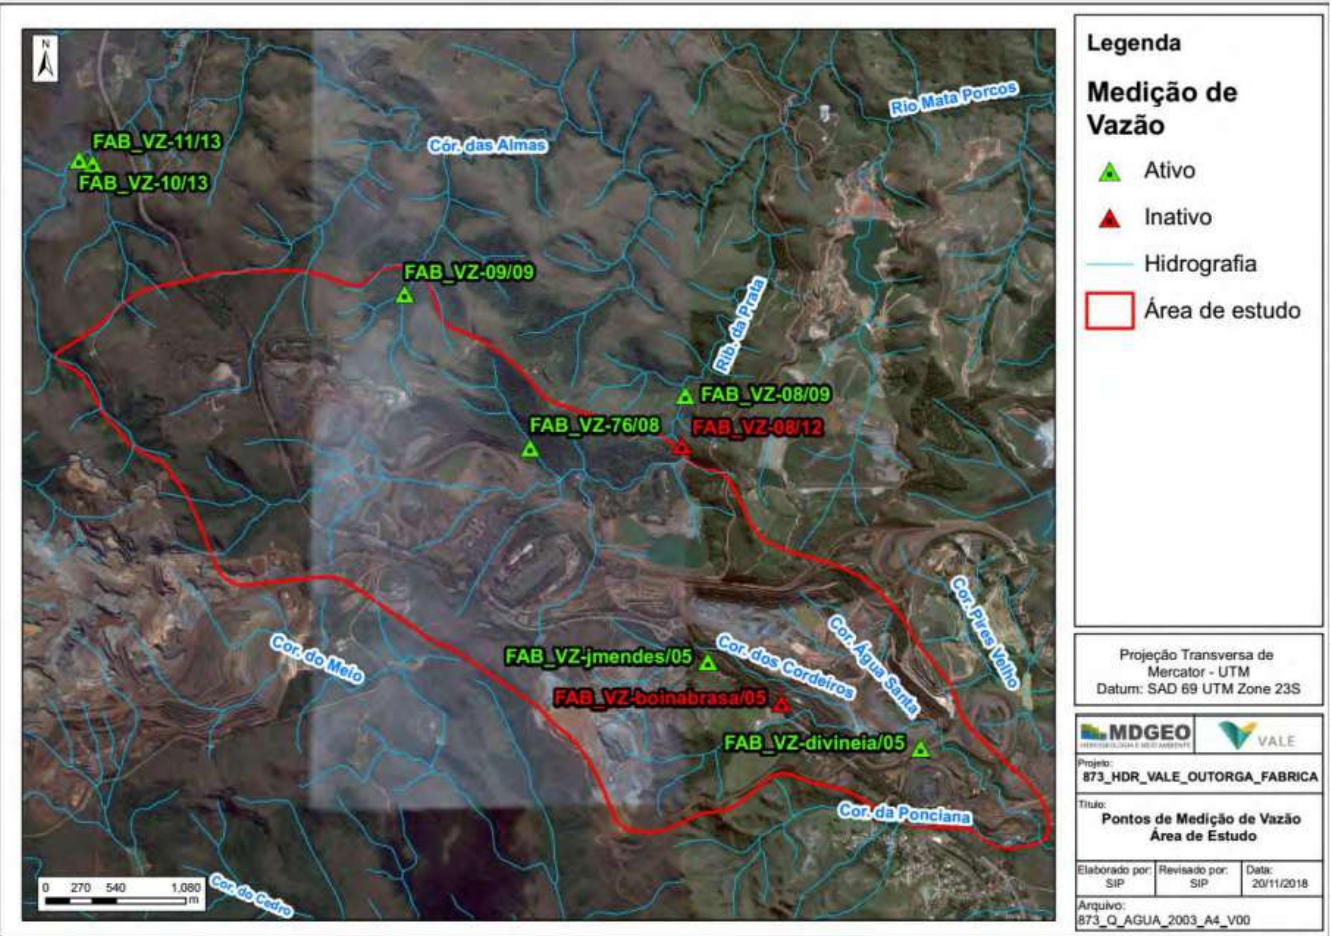 N
FAB_VZ-11/13
FAB_VZ-10/13
Cór. das Almas
Rio Mata Porcos
FAB_VZ-09/09
Rib. da Prata
FAB_VZ-08/09
FAB_VZ-76/08
FAB_VZ-08/12
Cor. do Meio
FAB_VZ-jmendes/05
Cor. dos Cordeiros
Cor. Água Santa
Cor. Pires Velho
FAB_VZ-boinabrasa/05
FAB_VZ-divineia/05
Cor. da Ponciana
Cor. do Cedro
0 270 540 1,080
m
Legenda
Medição de
Vazão
Ativo
Inativo
Hidrografia
Área de estudo
Projeção Transversa de
Mercator - UTM
Datum: SAD 69 UTM Zone 23S
MDGEO
HIDROGEOLOGIA E MEIO AMBIENTE
VALE
Projeto:
873_HDR_VALE_OUTORGA_FABRICA
Título:
Pontos de Medição de Vazão
Área de Estudo
Elaborado por:
SIP
Revisado por:
SIP
Data:
20/11/2018
Arquivo:
873_Q_AGUA_2003_A4_V00